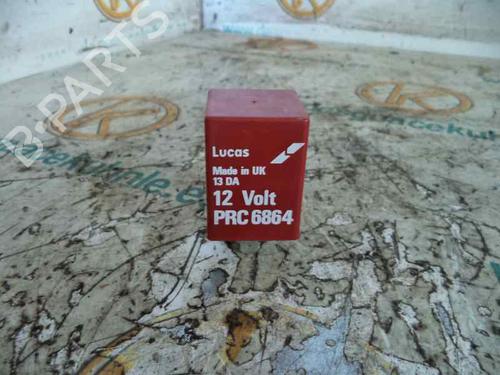 B-PARTS
Lucas
Made in UK
13 DA
12 Volt
PRC 6864